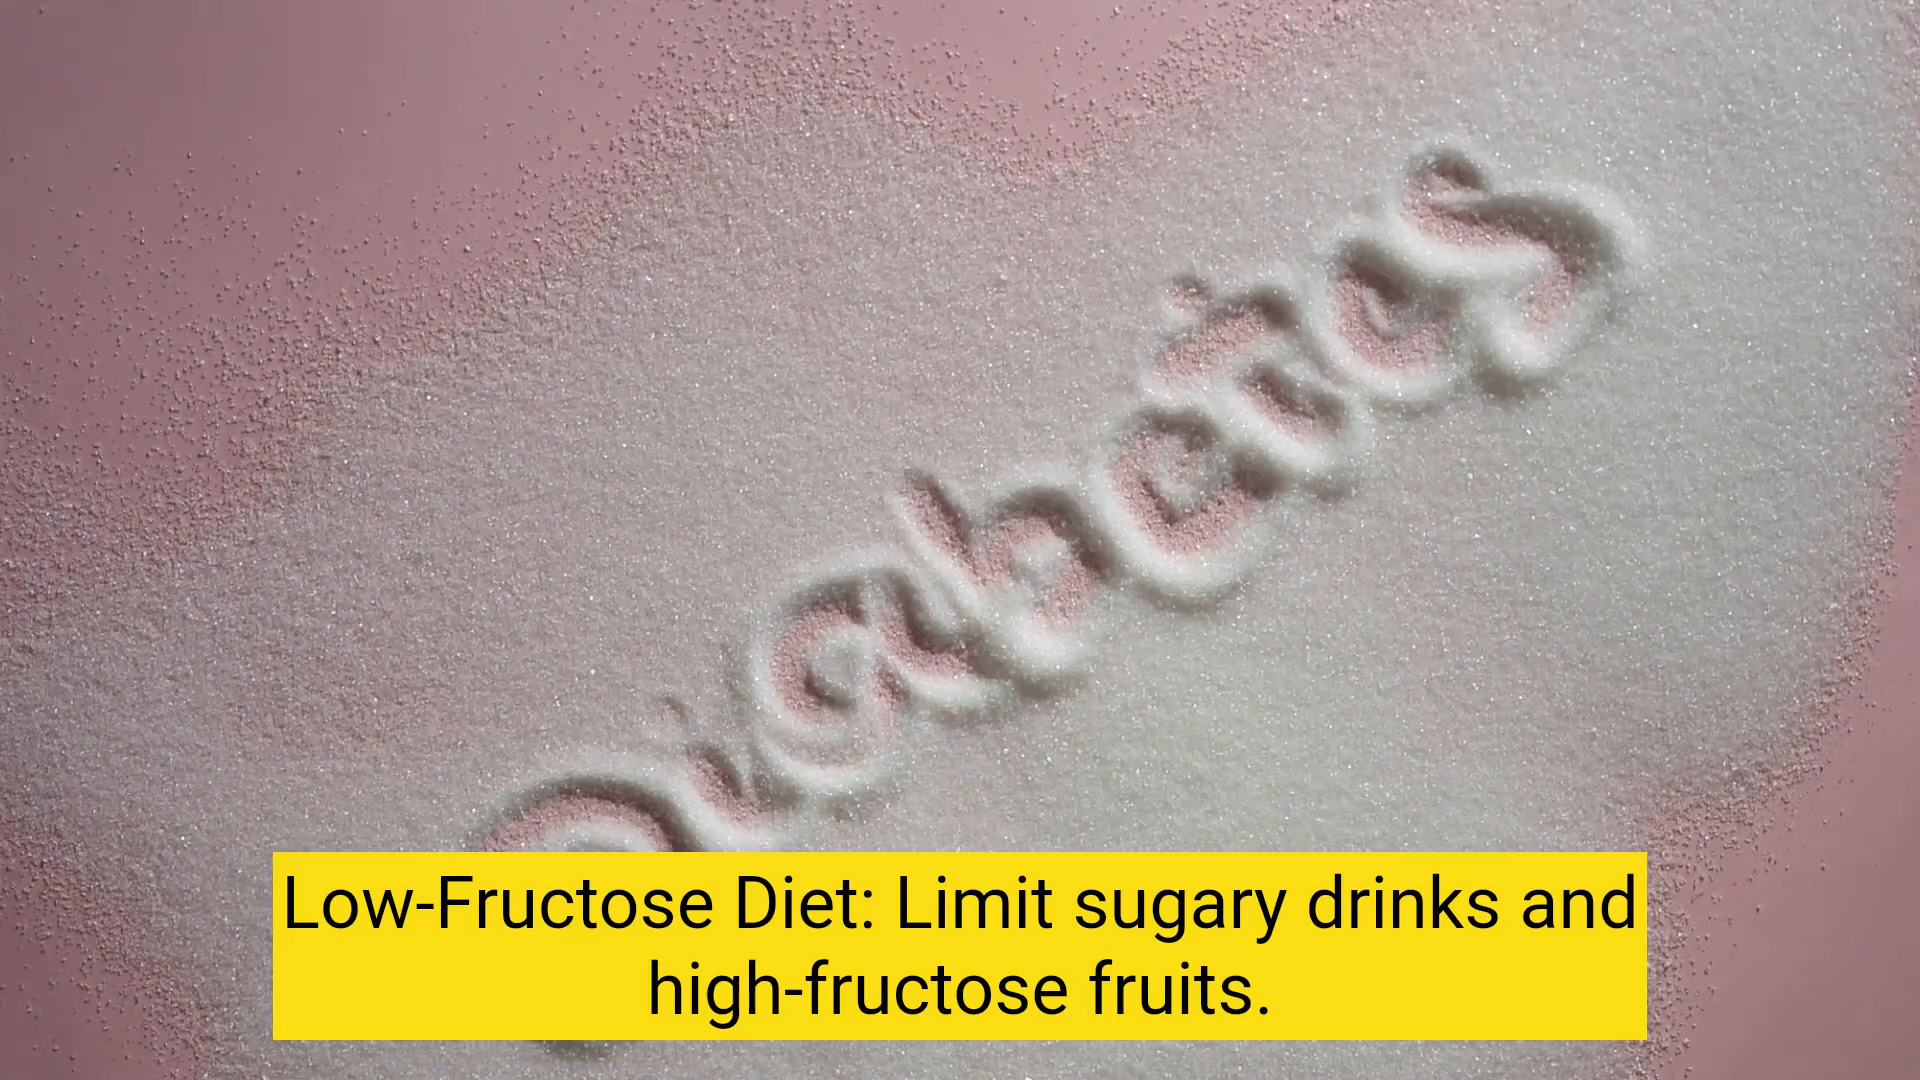 Diabetes
Low-Fructose Diet: Limit sugary drinks and
high-fructose fruits.